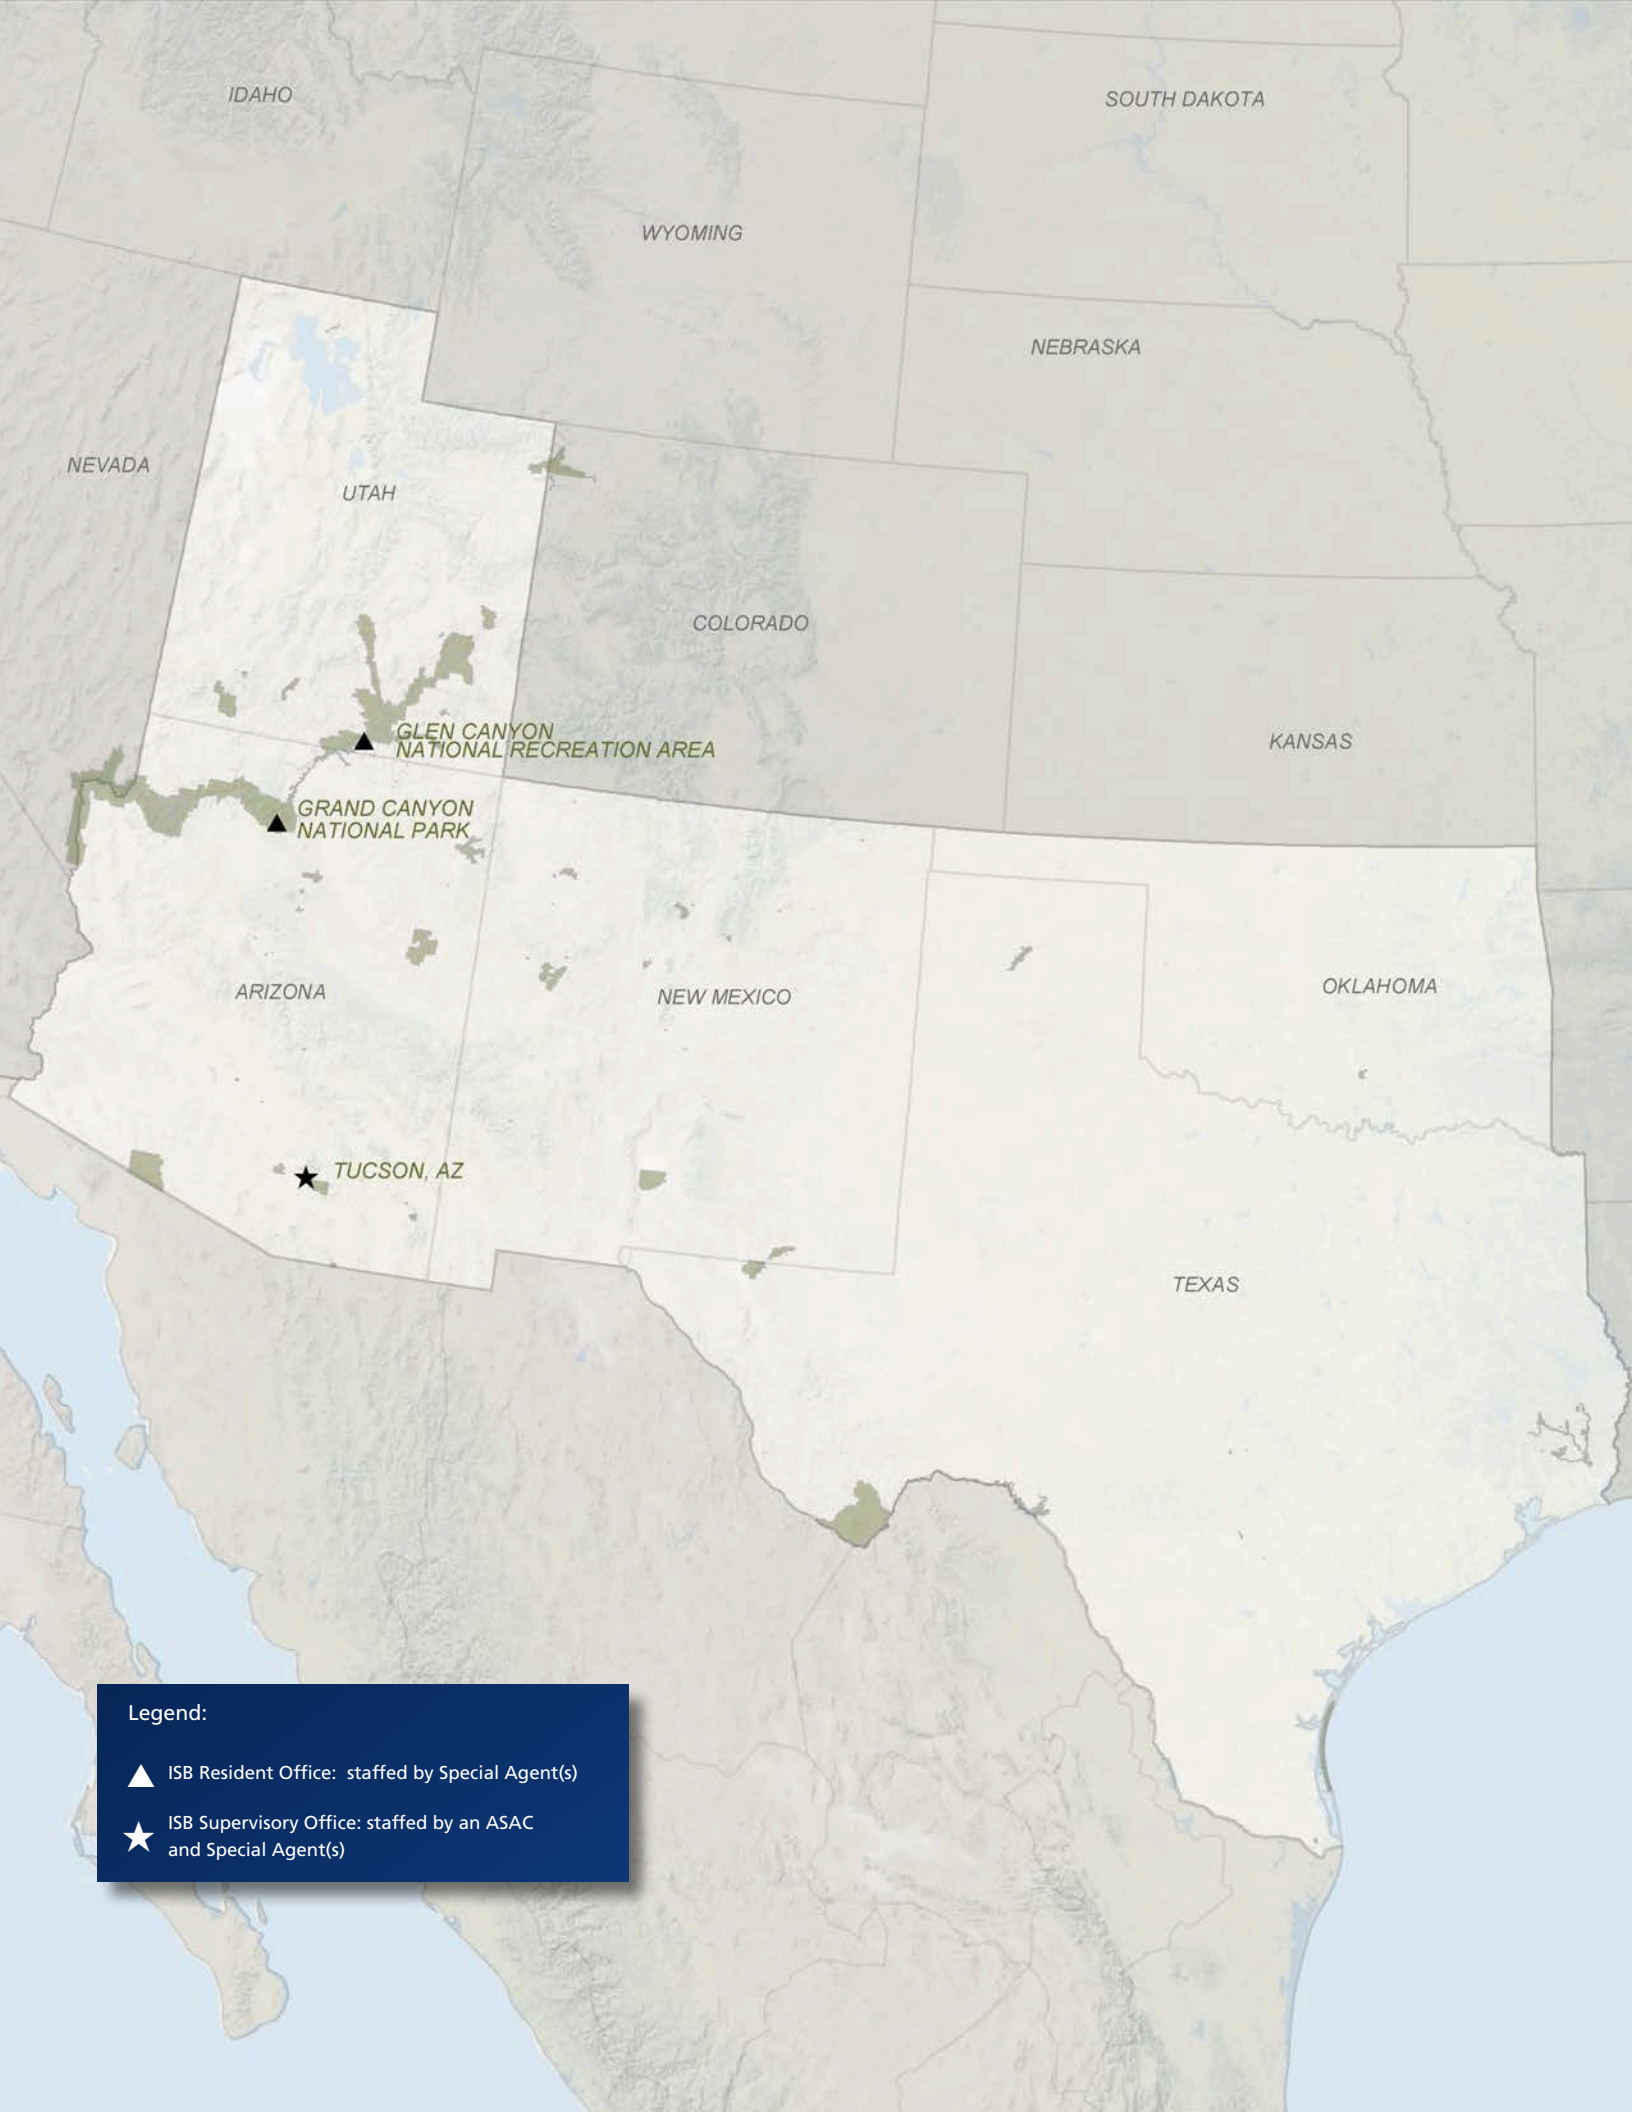 IDAHO
SOUTH DAKOTA
WYOMING
NEBRASKA
NEVADA
UTAH
COLORADO
GLEN CANYON
NATIONAL RECREATION AREA
KANSAS
GRAND CANYON
NATIONAL PARK
ARIZONA
NEW MEXICO
OKLAHOMA
TUCSON, AZ
TEXAS
Legend:
ISB Resident Office: staffed by Special Agent(s)
ISB Supervisory Office: staffed by an ASAC
and Special Agent(s)